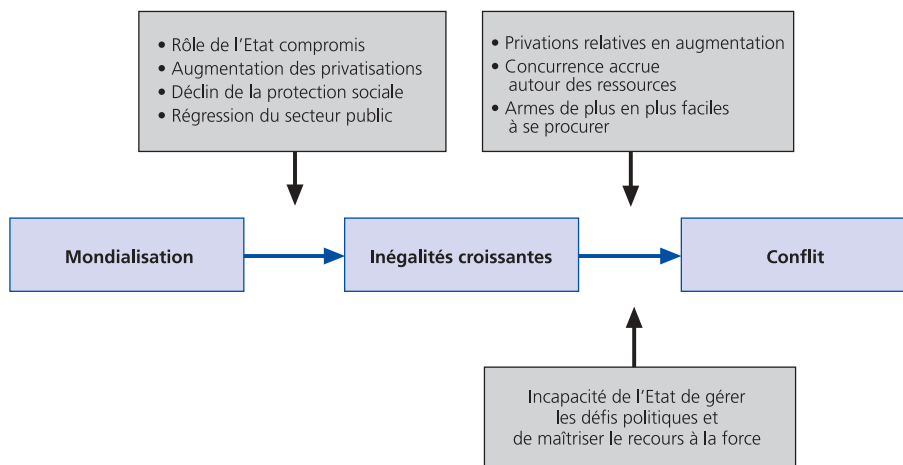 • Rôle de l'Etat compromis
• Augmentation des privatisations
• Déclin de la protection sociale
• Régression du secteur public
• Privations relatives en augmentation
• Concurrence accrue
autour des ressources
• Armes de plus en plus faciles
à se procurer
Mondialisation
Inégalités croissantes
Conflit
Incapacité de l'Etat de gérer
les défis politiques et
de maîtriser le recours à la force